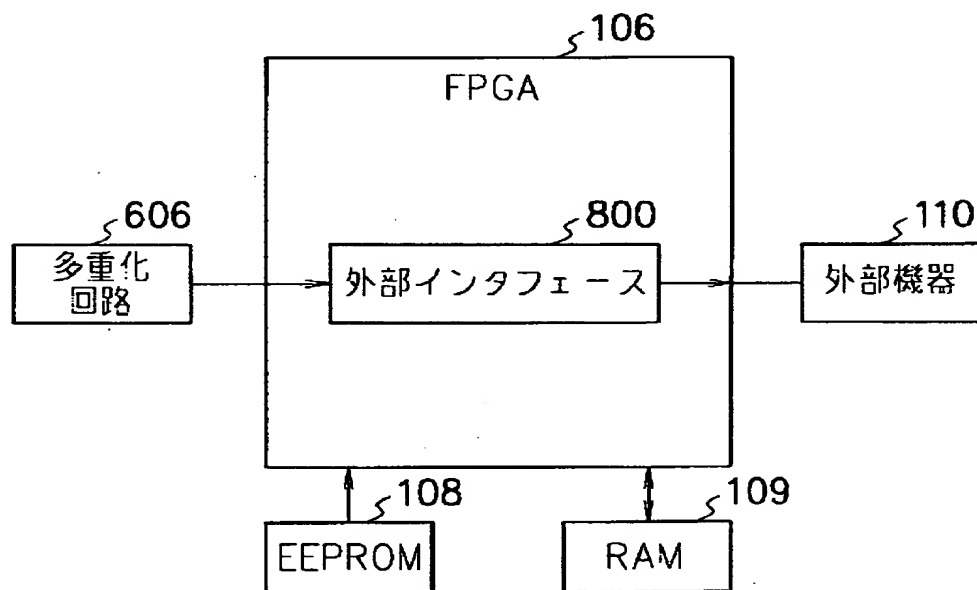 106
FPGA
606
多重化
回路
800
外部インタフェース
110
外部機器
108
EEPROM
109
RAM